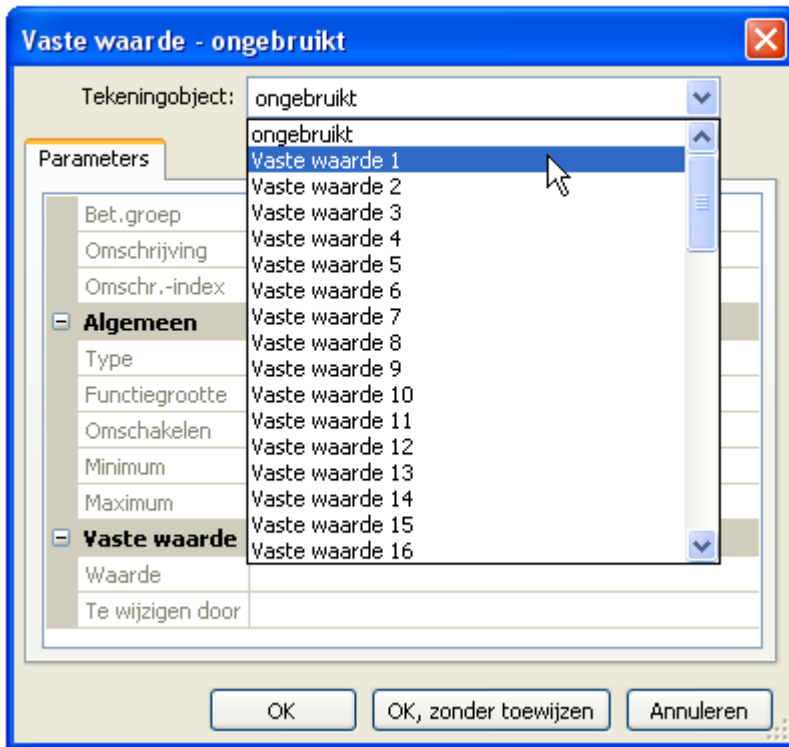 Vaste waarde - ongebruikt
Tekeningobject: ongebruikt
ongebruikt
Vaste waarde 1
Vaste waarde 2
Vaste waarde 3
Vaste waarde 4
Vaste waarde 5
Vaste waarde 6
Vaste waarde 7
Vaste waarde 8
Vaste waarde 9
Vaste waarde 10
Vaste waarde 11
Vaste waarde 12
Vaste waarde 13
Vaste waarde 14
Vaste waarde 15
Vaste waarde 16
Parameters
Bet.groep
Omschrijving
Omschr.-index
Algemeen
Type
Functiegrootte
Omschakelen
Minimum
Maximum
Vaste waarde
Waarde
Te wijzigen door
OK
OK, zonder toewijzen
Annuleren